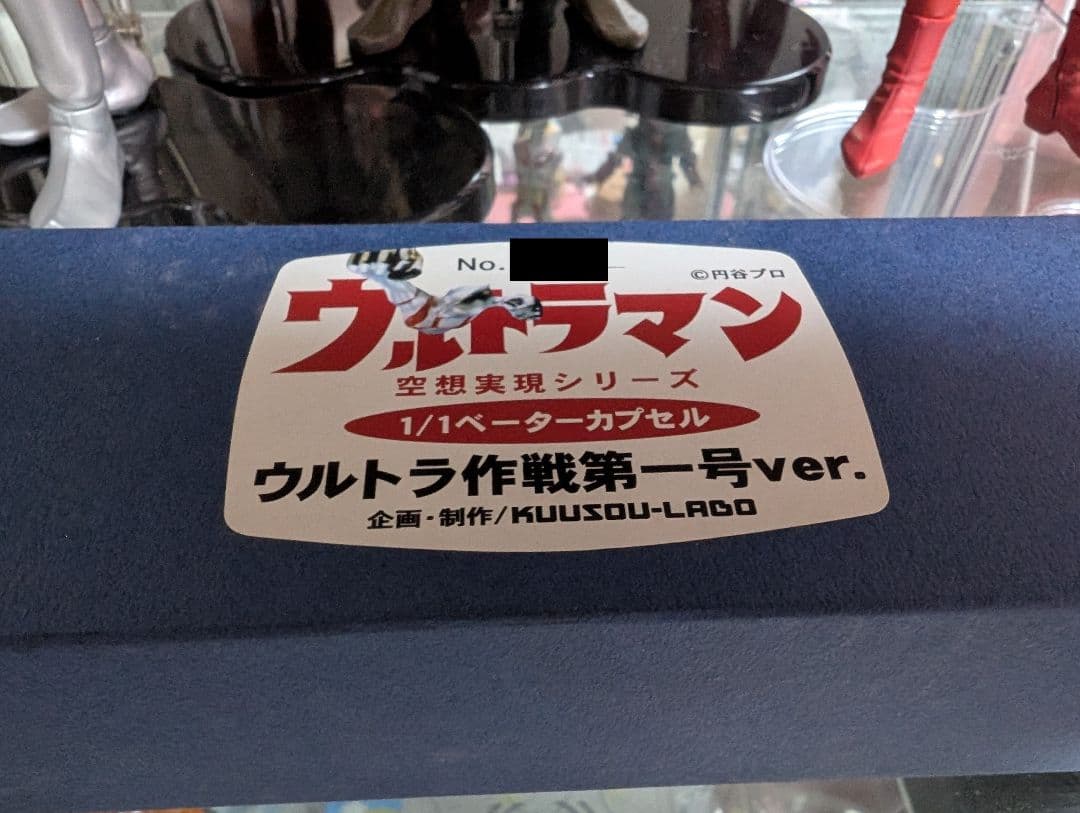 No.
©円谷プロ
ウルトラマン
空想実現シリーズ
1/1ベーターカプセル
ウルトラ作戦第一号ver.
企画・制作/KUUSOU-LABO